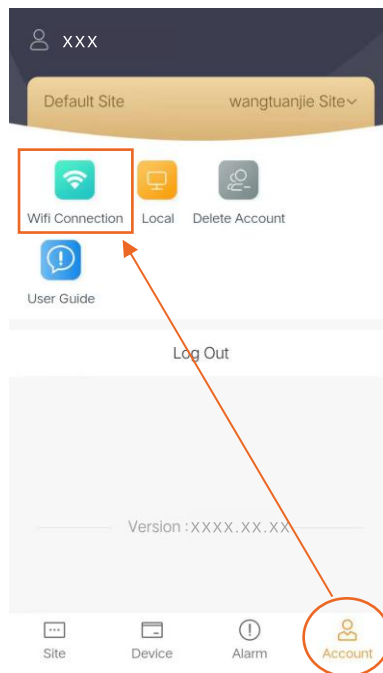 xxx
Default Site wangtuanjie Site
Wifi Connection Local Delete Account
User Guide
Log Out
Version :XXXX.XX.XX
Site Device Alarm Account